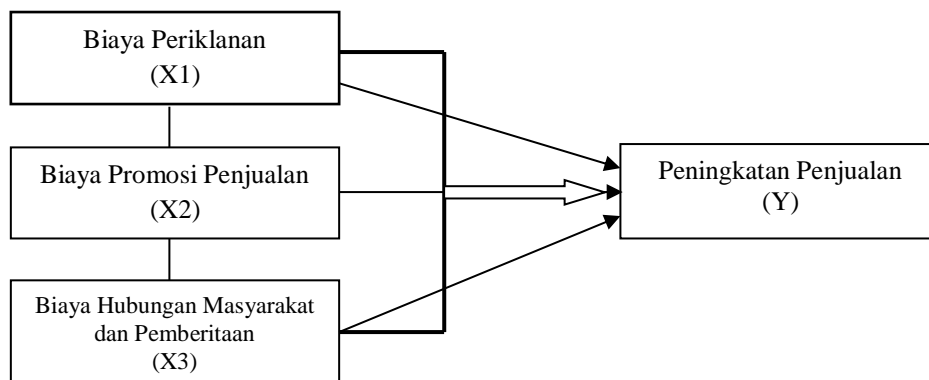 Biaya Periklanan
(X1)
Biaya Promosi Penjualan
(X2)
Biaya Hubungan Masyarakat
dan Pemberitaan
(X3)
Peningkatan Penjualan
(Y)